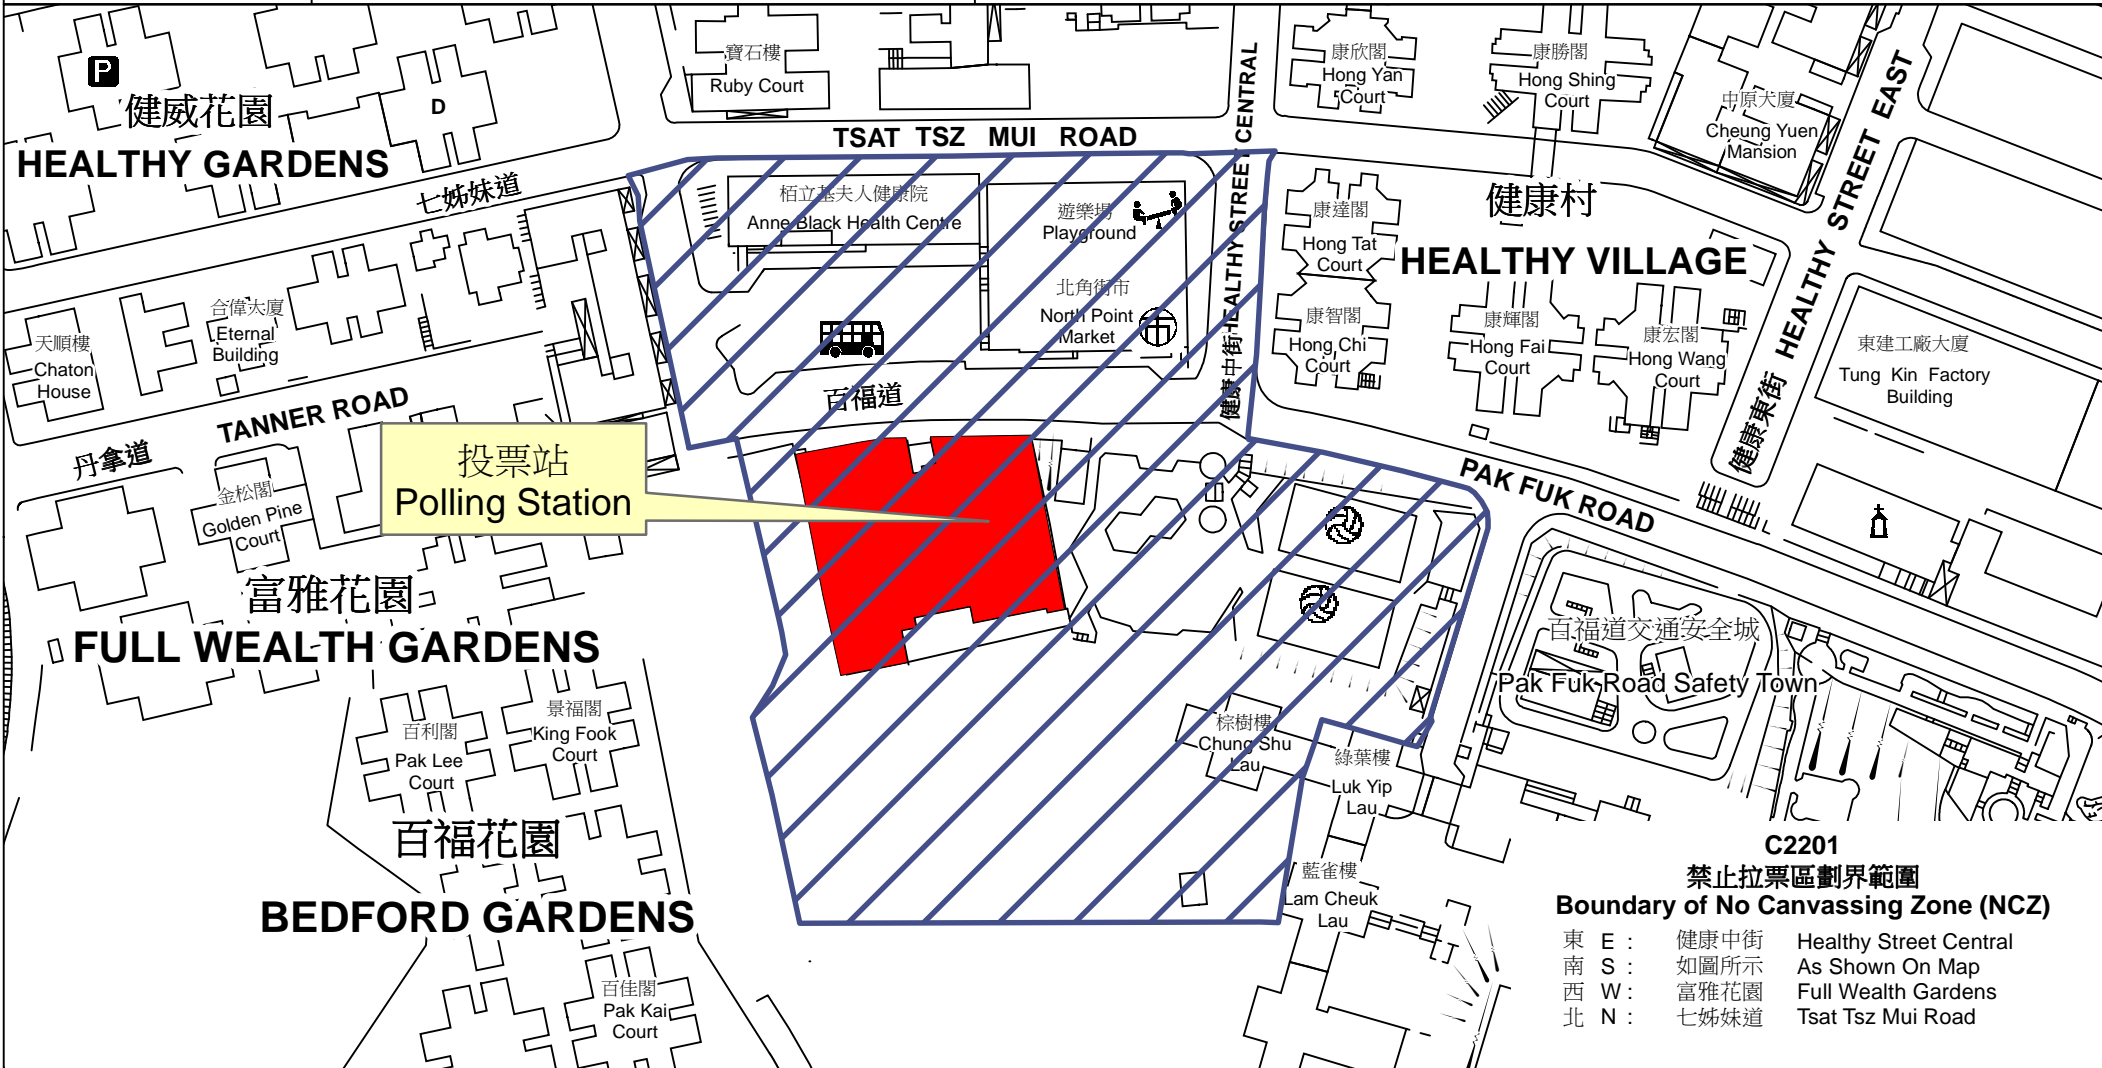 P
健威花園
HEALTHY GARDENS
D
七姊妹道
寶石樓
Ruby Court
TSAT TSZ MUI ROAD
HEALTHY STREET CENTRAL
健康中街
康欣閣
Hong Yan
Court
康勝閣
Hong Shing
Court
中原大廈
Cheung Yuen
Mansion
HEALTHY STREET EAST
健康東街
栢立基夫人健康院
Anne Black Health Centre
遊樂場
Playground
北角街市
North Point
Market
康達閣
Hong Tat
Court
健康村
HEALTHY VILLAGE
康智閣
Hong Chi
Court
康輝閣
Hong Fai
Court
康宏閣
Hong Wang
Court
東建工廠大廈
Tung Kin Factory
Building
天順樓
Chaton
House
合偉大廈
Eternal
Building
TANNER ROAD
丹拿道
百福道
PAK FUK ROAD
投票站
Polling Station
金松閣
Golden Pine
Court
富雅花園
FULL WEALTH GARDENS
百利閣
Pak Lee
Court
景福閣
King Fook
Court
百福花園
BEDFORD GARDENS
百佳閣
Pak Kai
Court
百福道交通安全城
Pak Fuk Road Safety Town
棕樹樓
Chung Shu
Lau
綠葉樓
Luk Yip
Lau
藍雀樓
Lam Cheuk
Lau
C2201
禁止拉票區劃界範圍
Boundary of No Canvassing Zone (NCZ)
東 E : 健康中街 Healthy Street Central
南 S : 如圖所示 As Shown On Map
西 W : 富雅花園 Full Wealth Gardens
北 N : 七姊妹道 Tsat Tsz Mui Road